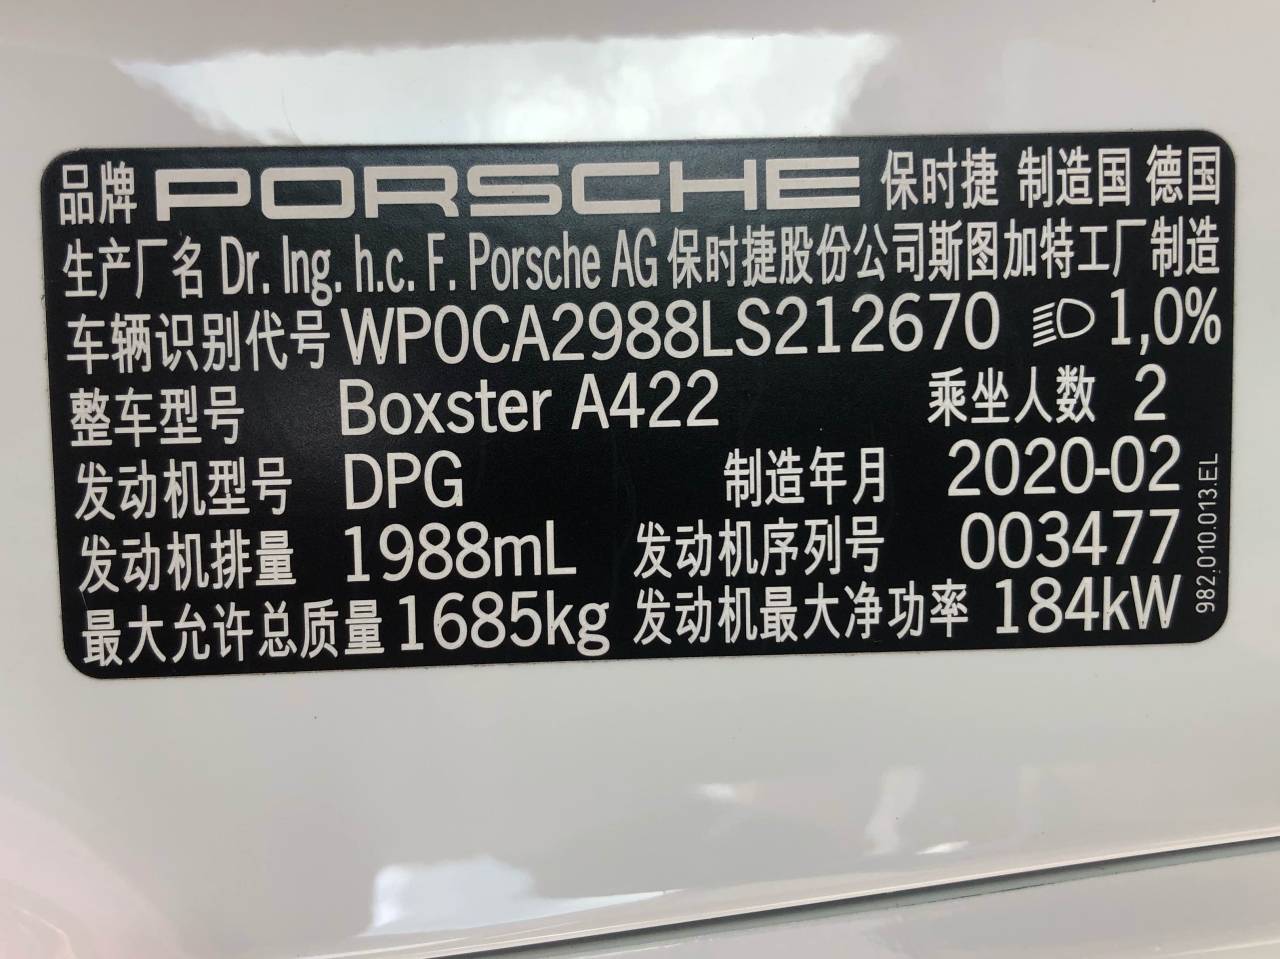 品牌 PORSCHE 保时捷 制造国 德国
生产厂名 Dr. Ing. h.c. F. Porsche AG 保时捷股份公司斯图加特工厂制造
车辆识别代号 WP0CA2988LS212670 1,0%
整车型号 Boxster A422 乘坐人数 2
发动机型号 DPG 制造年月 2020-02
发动机排量 1988mL 发动机序列号 003477
最大允许总质量 1685kg 发动机最大净功率 184kW
982.010.013.EL